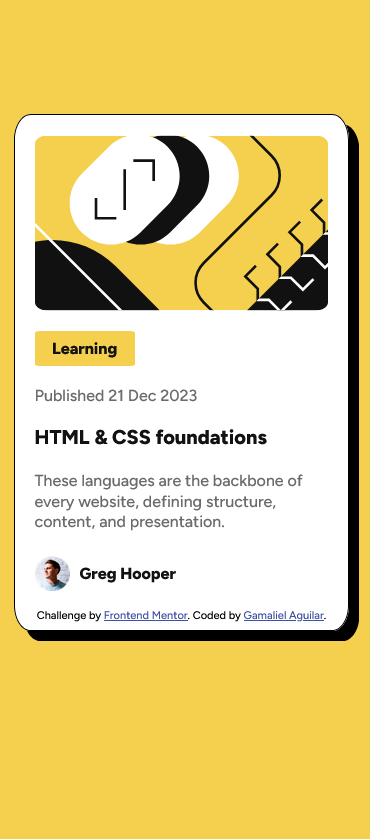 Learning
Published 21 Dec 2023
HTML & CSS foundations
These languages are the backbone of
every website, defining structure,
content, and presentation.
Greg Hooper
Challenge by Frontend Mentor. Coded by Gamaliel Aguilar.